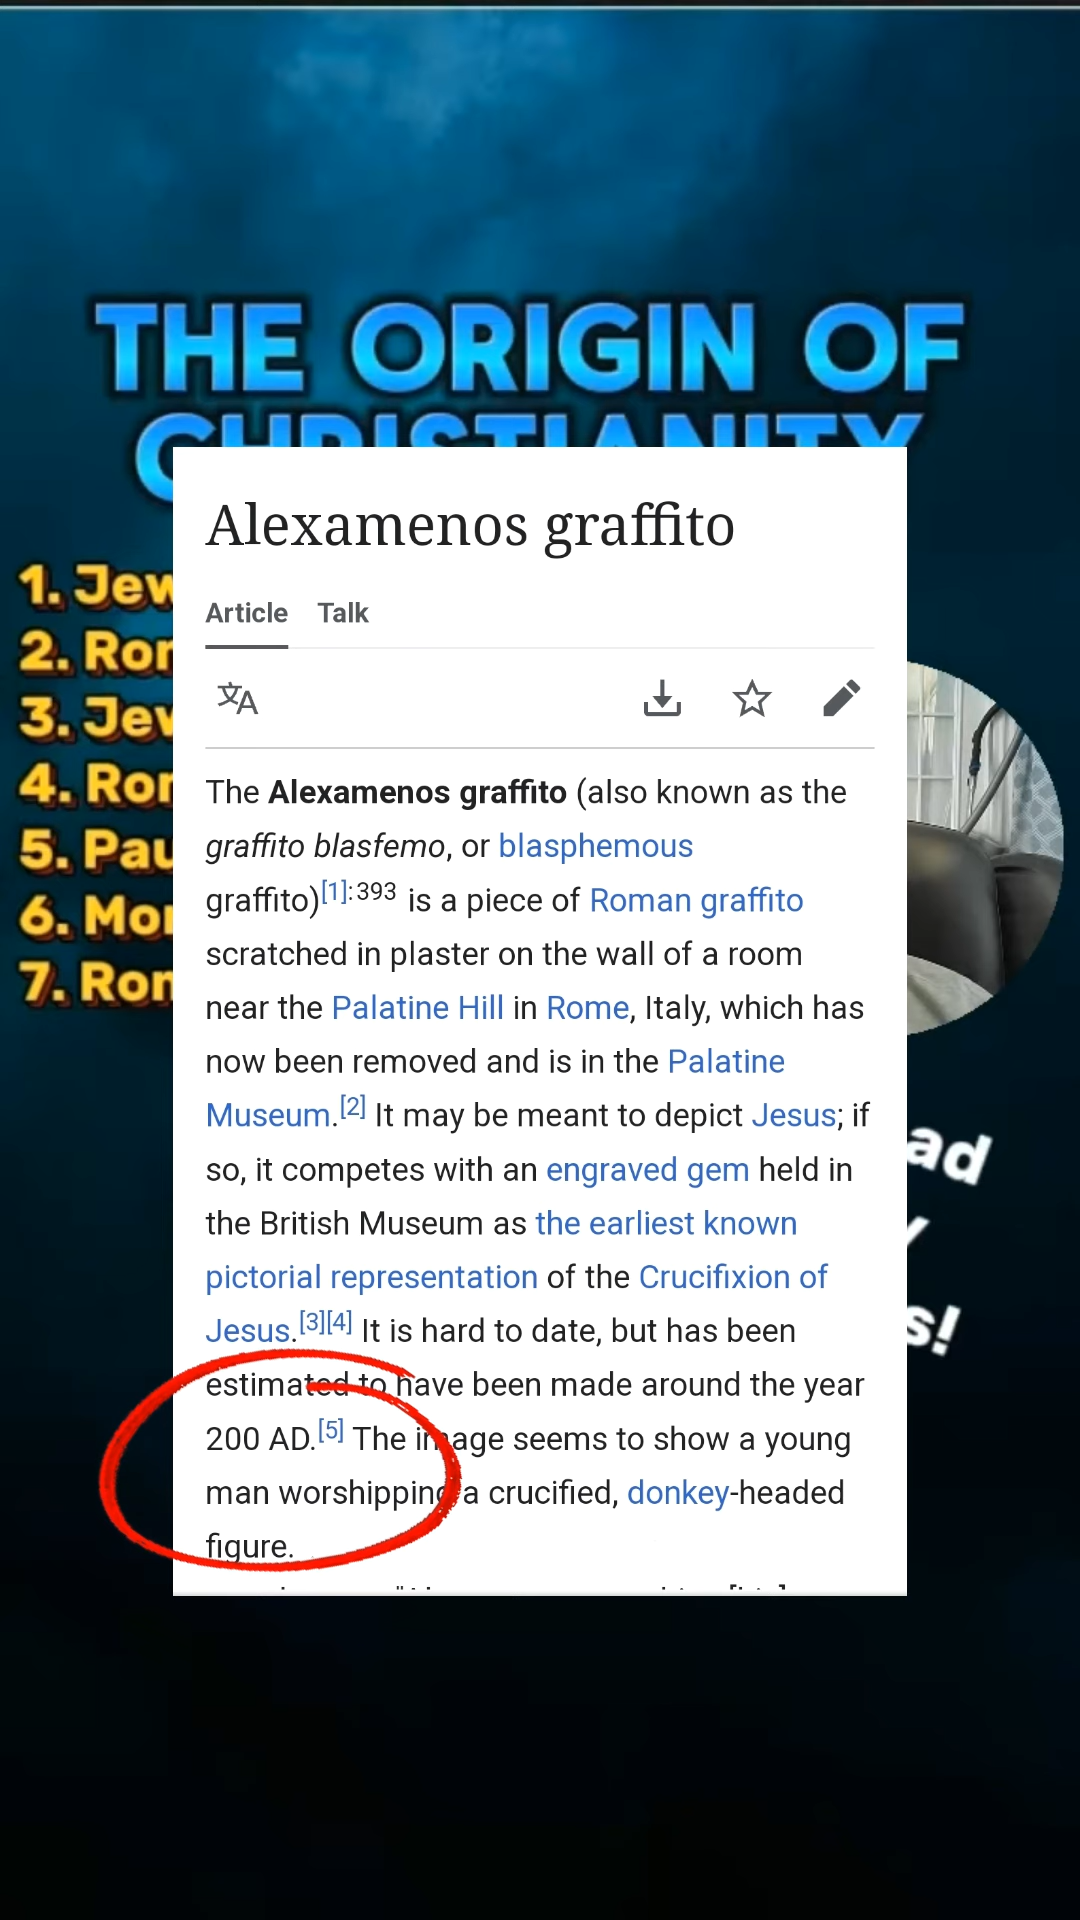 THE ORIGIN OF
CHRISTIANITY
Alexamenos graffito
1. Jew
2. Ror
3. Jew
4. Ror
5. Pau
6. Mor
7. Ron
Article Talk
The Alexamenos graffito (also known as the
graffito blasfemo, or blasphemous
graffito)[1]:393 is a piece of Roman graffito
scratched in plaster on the wall of a room
near the Palatine Hill in Rome, Italy, which has
now been removed and is in the Palatine
Museum.[2] It may be meant to depict Jesus; if
so, it competes with an engraved gem held in
the British Museum as the earliest known
pictorial representation of the Crucifixion of
Jesus.[3][4] It is hard to date, but has been
estimated to have been made around the year
200 AD.[5] The image seems to show a young
man worshipping a crucified, donkey-headed
figure.
ad
s!